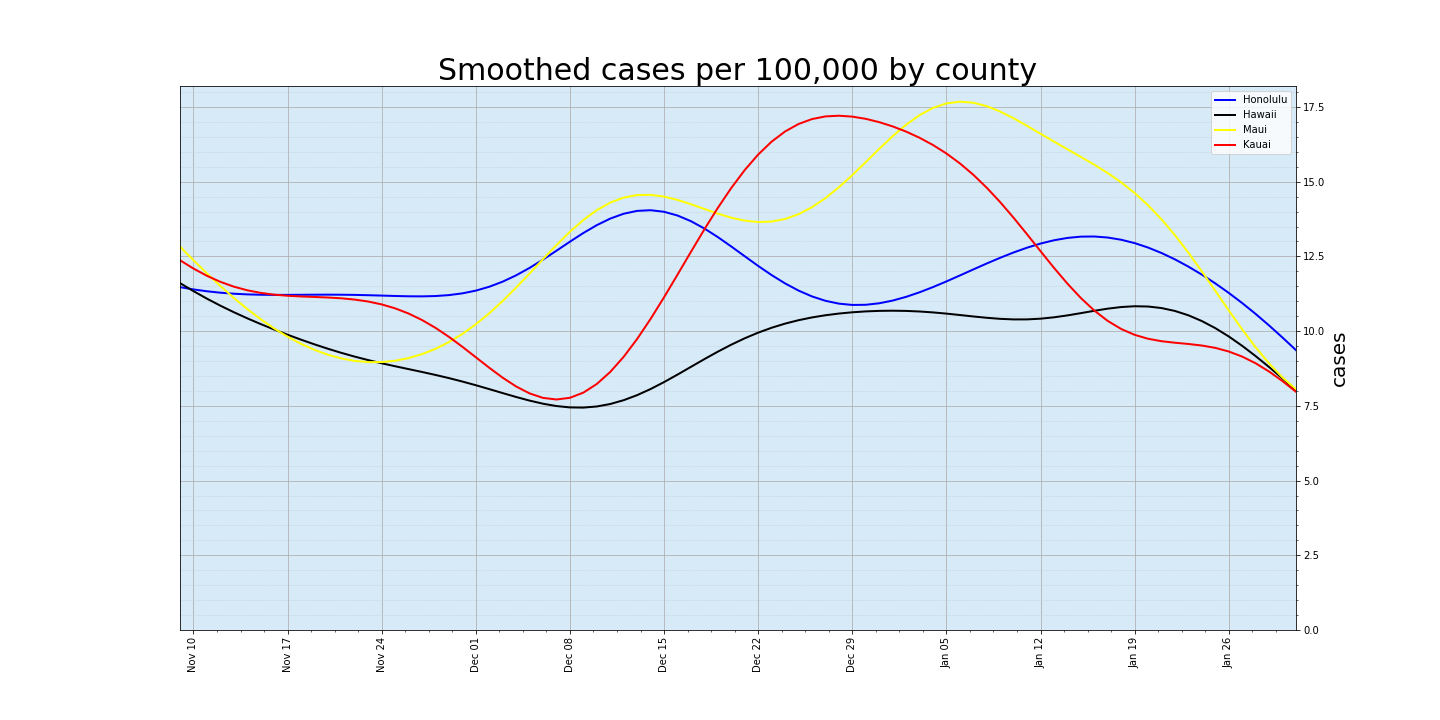 Smoothed cases per 100,000 by county
Honolulu
Hawaii
Maui
Kauai
17.5
15.0
12.5
10.0
7.5
5.0
2.5
0.0
cases
Nov 10
Nov 17
Nov 24
Dec 01
Dec 08
Dec 15
Dec 22
Dec 29
Jan 05
Jan 12
Jan 19
Jan 26